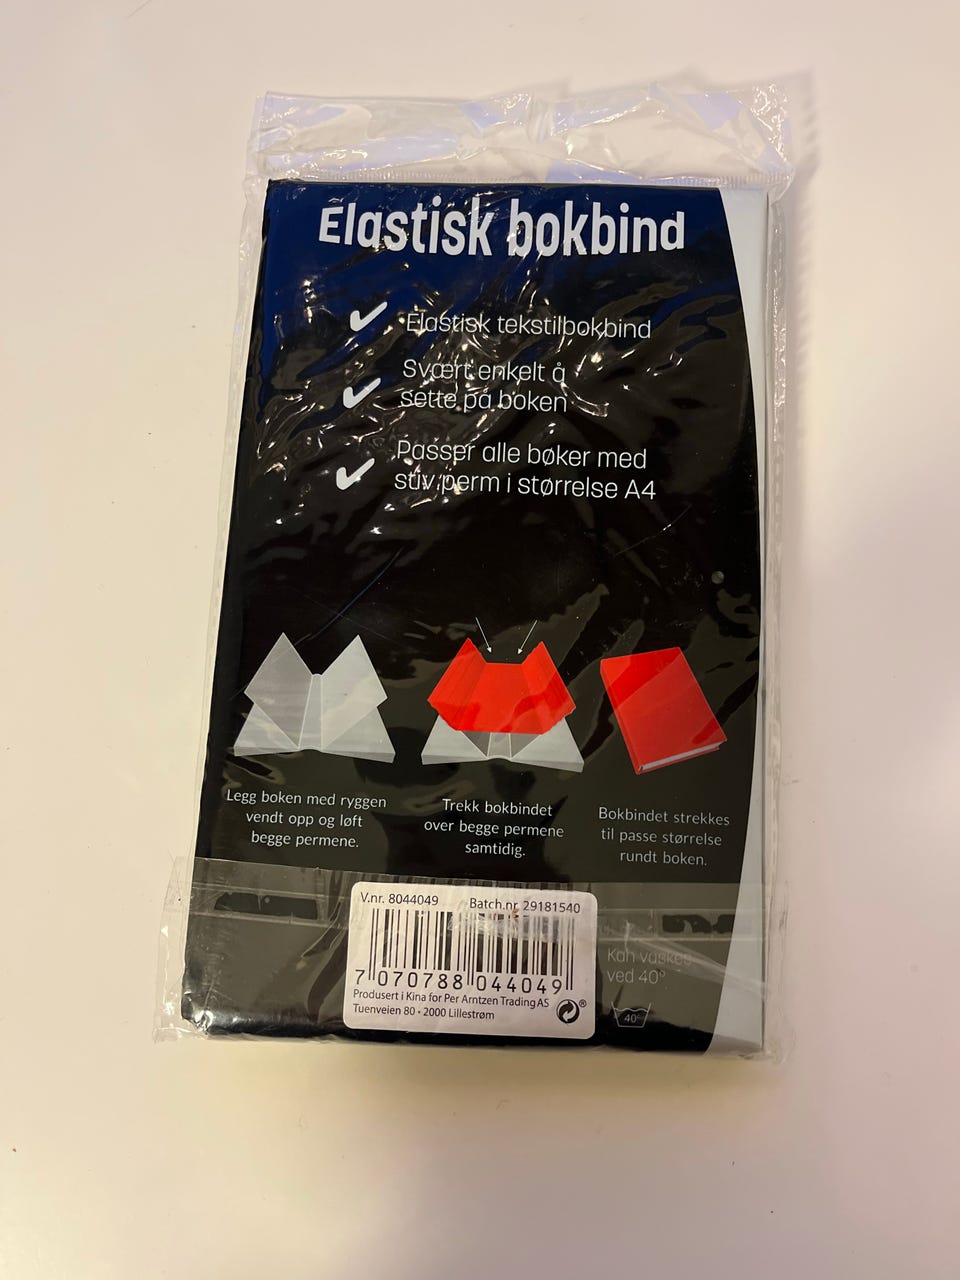 Elastisk bokbind
Elastisk tekstilbokbind
Svært enkelt å
sette på boken
Passer alle bøker med
stiv perm i størrelse A4
Legg boken med ryggen
vendt opp og løft
begge permene.
Trekk bokbindet
over begge permene
samtidig.
Bokbindet strekkes
til passe størrelse
rundt boken.
V.nr. 8044049 Batch.nr 29181540
7 070788 044049
Produsert i Kina for Per Arntzen Trading AS
Tuenveien 80 • 2000 Lillestrøm
®
Kan vaskes
ved 40°
40°